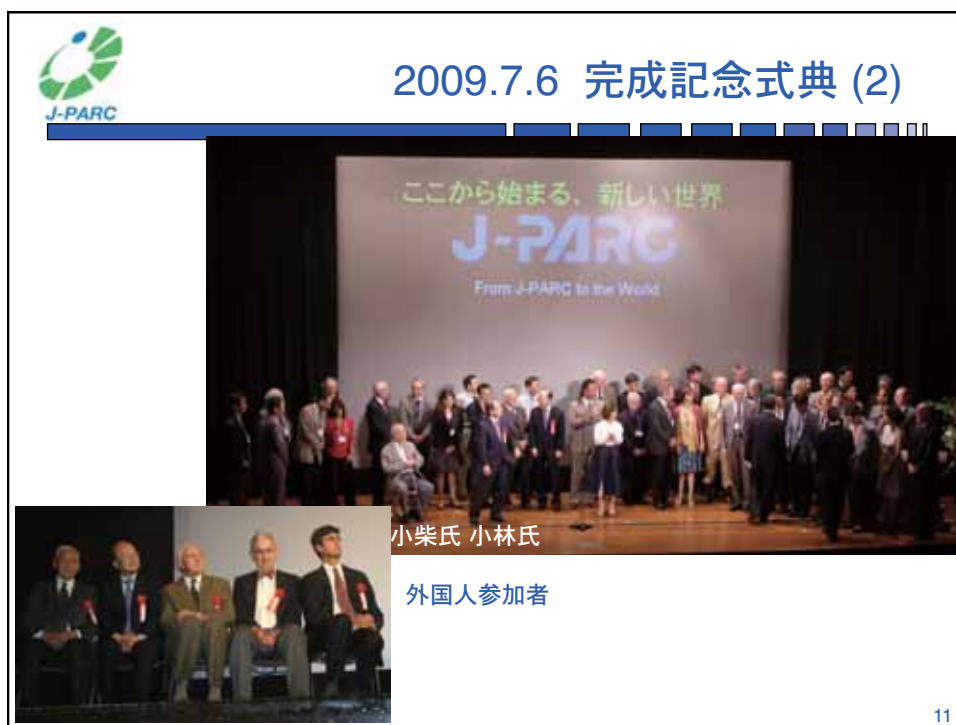 J-PARC
2009.7.6 完成記念式典 (2)
ここから始まる、新しい世界
J-PARC
From J-PARC to the World
小柴氏 小林氏
外国人参加者
11